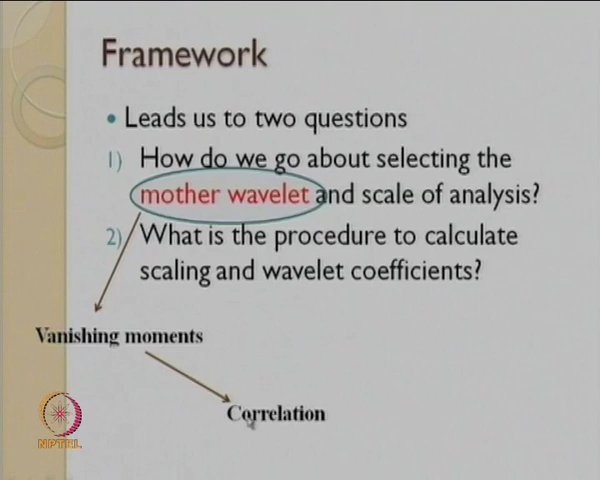 Framework
• Leads us to two questions
1) How do we go about selecting the
mother wavelet and scale of analysis?
2) What is the procedure to calculate
scaling and wavelet coefficients?
Vanishing moments
Correlation
NPTEL